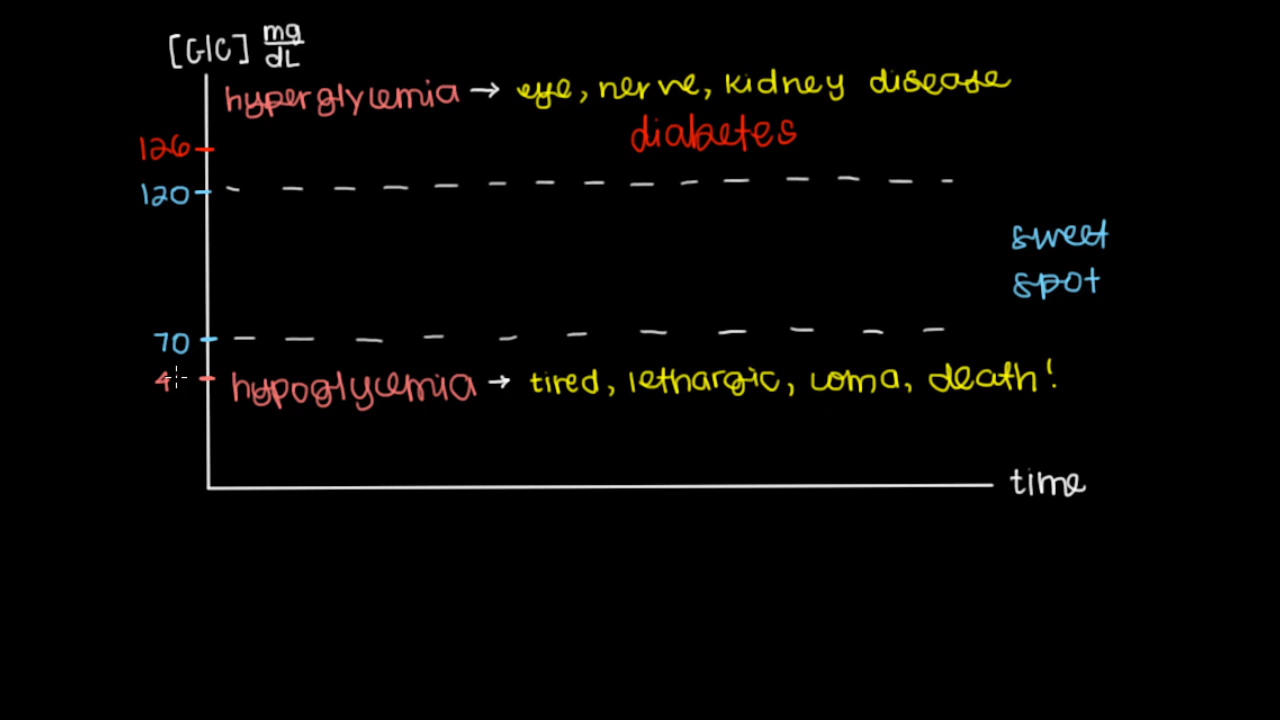 [Glc] mg/dL
hyperglycemia → eye, nerve, kidney disease
diabetes
126
120
sweet
spot
70
4
hypoglycemia → tired, lethargic, coma, death!
time